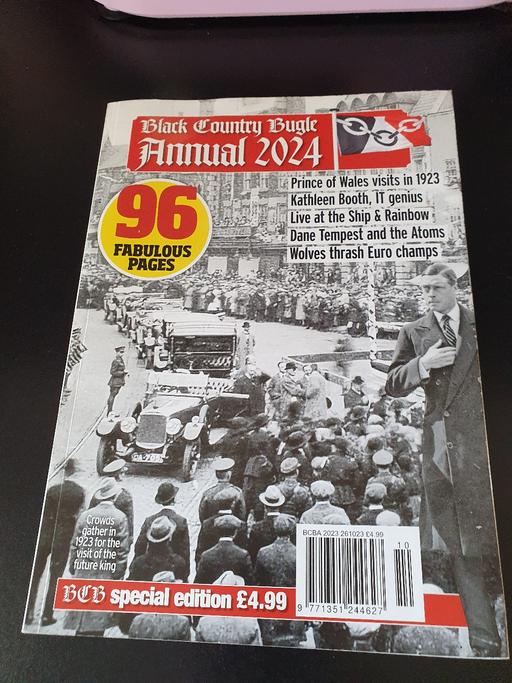 Black Country Bugle
Annual 2024
96
FABULOUS
PAGES
Prince of Wales visits in 1923
Kathleen Booth, IT genius
Live at the Ship & Rainbow
Dane Tempest and the Atoms
Wolves thrash Euro champs
Crowds
gather in
1923 for the
visit of the
future king
BCBA 2023 261023 £4.99
10
9 771351 244627
BCB special edition £4.99